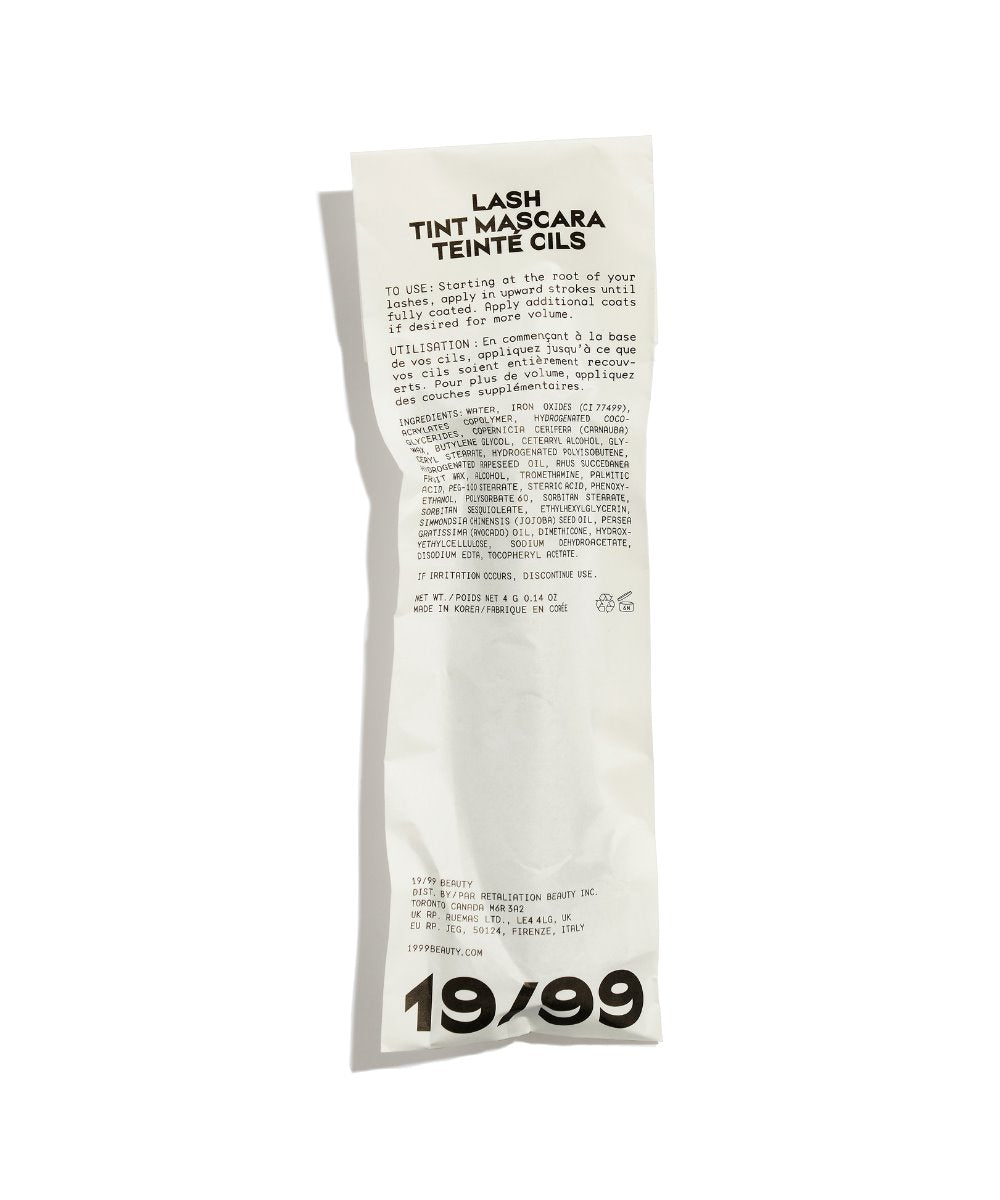 LASH
TINT MASCARA
TEINTÉ CILS
TO USE: Starting at the root of your
lashes, apply in upward strokes until
fully coated. Apply additional coats
if desired for more volume.
UTILISATION : En commençant à la base
de vos cils, appliquez jusqu'à ce que
vos cils soient entièrement recouv-
erts. Pour plus de volume, appliquez
des couches supplémentaires.
INGREDIENTS: WATER, IRON OXIDES (CI 77499),
ACRYLATES COPOLYMER, HYDROGENATED COCO-
GLYCERIDES, COPERNICIA CERIFERA (CARNAUBA)
WAX, BUTYLENE GLYCOL, CETEARYL ALCOHOL, GLY-
CERYL STEARATE, HYDROGENATED POLYISOBUTENE,
HYDROGENATED RAPESEED OIL, RHUS SUCCEDANEA
FRUIT WAX, ALCOHOL, TROMETHAMINE, PALMITIC
ACID, PEG-100 STEARATE, STEARIC ACID, PHENOXY-
ETHANOL, POLYSORBATE 60, SORBITAN STEARATE,
SORBITAN SESQUIOLEATE, ETHYLHEXYLGLYCERIN,
SIMMONDSIA CHINENSIS (JOJOBA) SEED OIL, PERSEA
GRATISSIMA (AVOCADO) OIL, DIMETHICONE, HYDROX-
YETHYLCELLULOSE, SODIUM DEHYDROACETATE,
DISODIUM EDTA, TOCOPHERYL ACETATE.
IF IRRITATION OCCURS, DISCONTINUE USE.
NET WT. / POIDS NET 4 G 0.14 OZ
MADE IN KOREA/FABRIQUE EN CORÉE
6M
19/99 BEAUTY
DIST. BY/PAR RETALIATION BEAUTY INC.
TORONTO CANADA M6R 3A2
UK RP. RUEMAS LTD., LE4 4LG, UK
EU RP. JEG, 50124, FIRENZE, ITALY
1999BEAUTY.COM
19/99